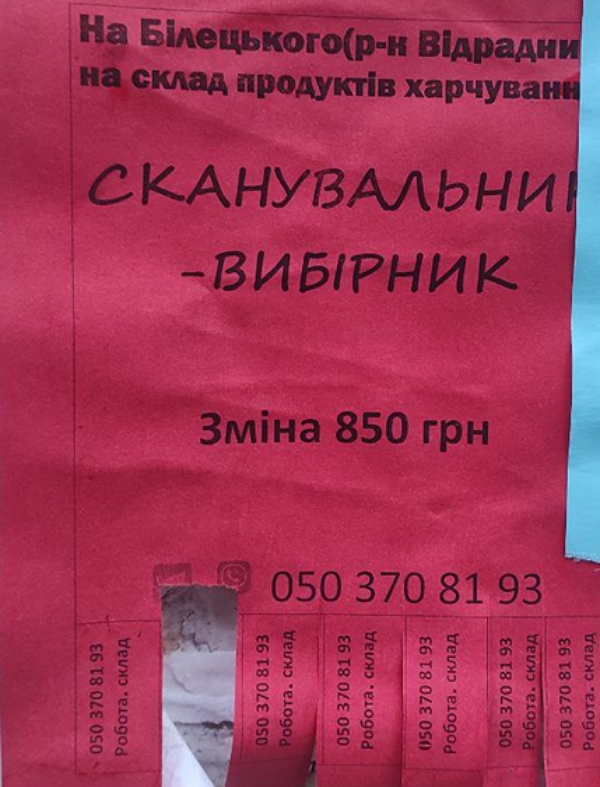 На Білецького(р-н Відрадни
на склад продуктів харчуванн
СКАНУВАЛЬНИК
-ВИБІРНИК
Зміна 850 грн
050 370 81 93
050 370 81 93
Робота. склад
050 370 81 93
Робота. склад
050 370 81 93
Робота. склад
050 370 81 93
Робота. склад
050 370 81 93
Робота. склад
050 370 81 93
Робота. склад